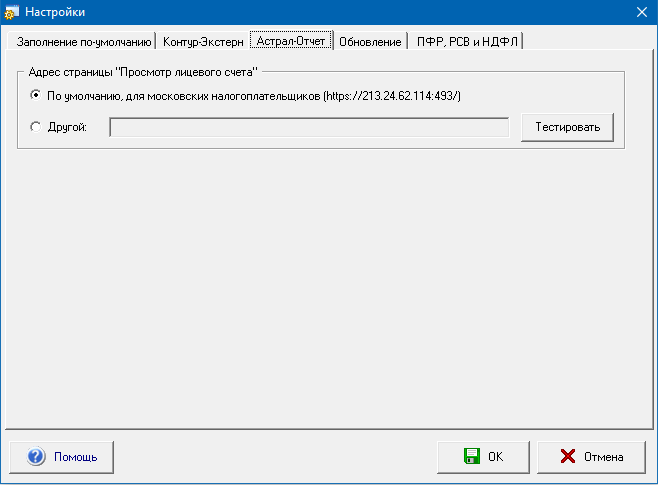 Настройки
Заполнение по-умолчанию Контур-Экстерн Астрал-Отчет Обновление ПФР, РСВ и НДФЛ
Адрес страницы "Просмотр лицевого счета"
По умолчанию, для московских налогоплательщиков (https://213.24.62.114:493/)
Другой: Тестировать
Помощь OK Отмена